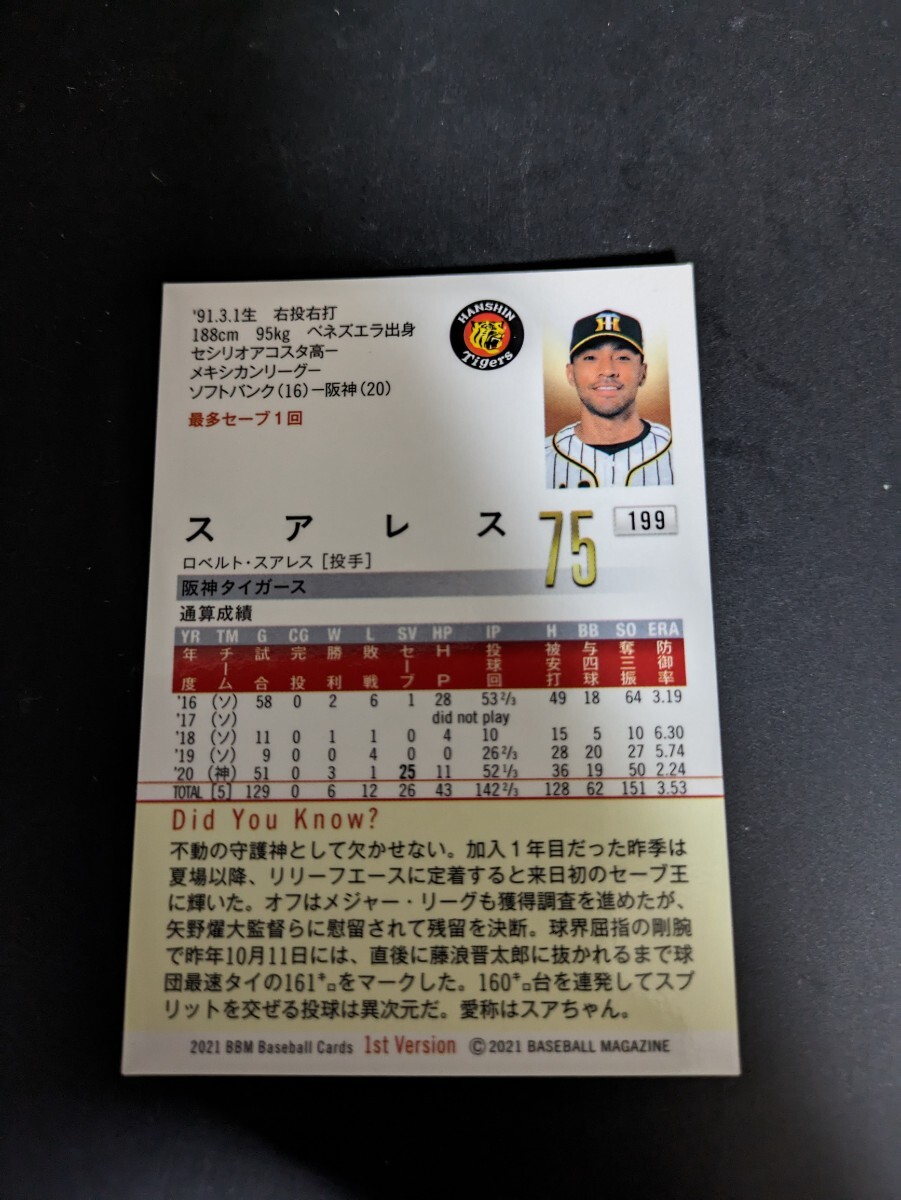 '91.3.1生 右投右打
188cm 95kg ベネズエラ出身
セシリオアコスタ高ー
メキシカンリーグー
ソフトバンク(16)ー阪神(20)
最多セーブ1回
HANSHIN
Tigers
スアレス 75 199
ロベルト・スアレス [投手]
阪神タイガース
通算成績
YR TM G CG W L SV HP IP H BB SO ERA
年度 チーム 試合 完投 勝利 敗戦 セーブ HP 投球回 被安打 与四球 奪三振 防御率
'16 (ソ) 58 0 2 6 1 28 53 2/3 49 18 64 3.19
'17 (ソ) did not play
'18 (ソ) 11 0 1 1 0 4 10 15 5 10 6.30
'19 (ソ) 9 0 0 4 0 0 26 2/3 28 20 27 5.74
'20 (神) 51 0 3 1 25 11 52 1/3 36 19 50 2.24
TOTAL [5] 129 0 6 12 26 43 142 2/3 128 62 151 3.53
Did You Know?
不動の守護神として欠かせない。加入1年目だった昨季は
夏場以降、リリーフエースに定着すると来日初のセーブ王
に輝いた。オフはメジャー・リーグも獲得調査を進めたが、
矢野燿大監督らに慰留されて残留を決断。球界屈指の剛腕
で昨年10月11日には、直後に藤浪晋太郎に抜かれるまで球
団最速タイの161㌔をマークした。160㌔台を連発してスプ
リットを交ぜる投球は異次元だ。愛称はスアちゃん。
2021 BBM Baseball Cards 1st Version ©2021 BASEBALL MAGAZINE